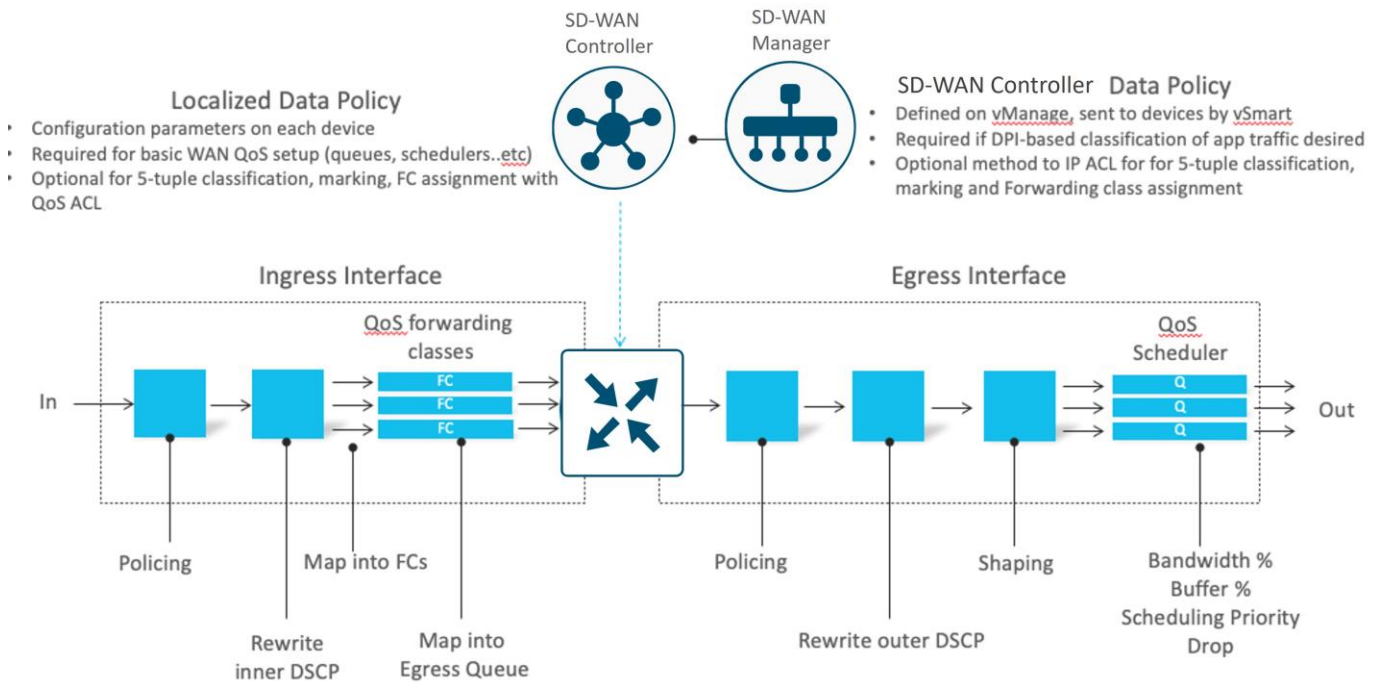 SD-WAN
Controller
SD-WAN
Manager
Localized Data Policy
• Configuration parameters on each device
• Required for basic WAN QoS setup (queues, schedulers..etc)
• Optional for 5-tuple classification, marking, FC assignment with
QoS ACL
SD-WAN Controller Data Policy
• Defined on vManage, sent to devices by vSmart
• Required if DPI-based classification of app traffic desired
• Optional method to IP ACL for for 5-tuple classification,
marking and Forwarding class assignment
Ingress Interface
QoS forwarding
classes
In
FC
FC
FC
Policing
Map into FCs
Rewrite
inner DSCP
Map into
Egress Queue
Egress Interface
QoS
Scheduler
Q
Q
Q
Out
Policing
Rewrite outer DSCP
Shaping
Bandwidth %
Buffer %
Scheduling Priority
Drop